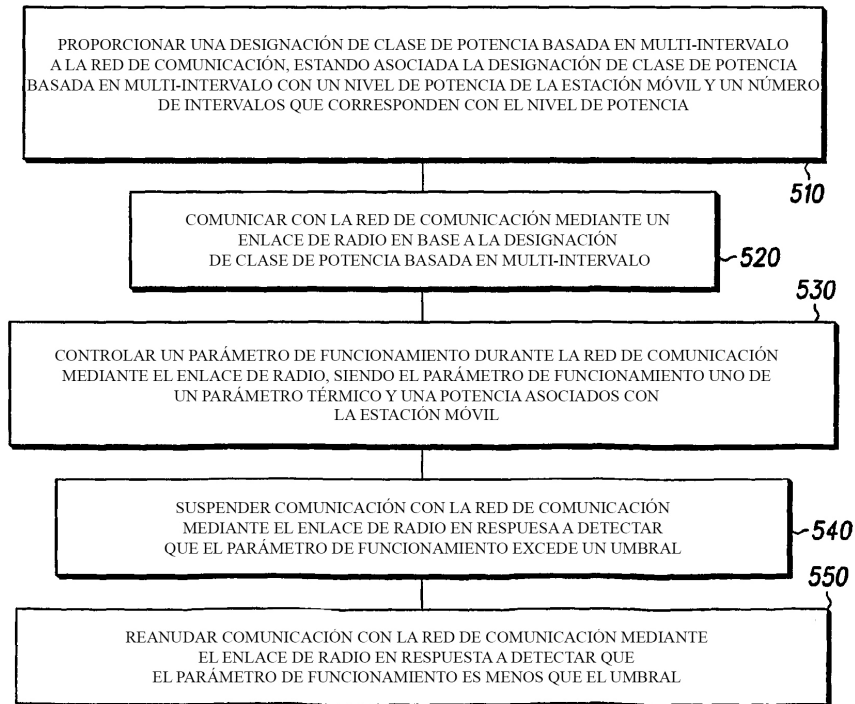 PROPORCIONAR UNA DESIGNACIÓN DE CLASE DE POTENCIA BASADA EN MULTI-INTERVALO
A LA RED DE COMUNICACIÓN, ESTANDO ASOCIADA LA DESIGNACIÓN DE CLASE DE POTENCIA
BASADA EN MULTI-INTERVALO CON UN NIVEL DE POTENCIA DE LA ESTACIÓN MÓVIL Y UN NÚMERO
DE INTERVALOS QUE CORRESPONDEN CON EL NIVEL DE POTENCIA
510
COMUNICAR CON LA RED DE COMUNICACIÓN MEDIANTE UN
ENLACE DE RADIO EN BASE A LA DESIGNACIÓN
DE CLASE DE POTENCIA BASADA EN MULTI-INTERVALO
520
530
CONTROLAR UN PARÁMETRO DE FUNCIONAMIENTO DURANTE LA RED DE COMUNICACIÓN
MEDIANTE EL ENLACE DE RADIO, SIENDO EL PARÁMETRO DE FUNCIONAMIENTO UNO DE
UN PARÁMETRO TÉRMICO Y UNA POTENCIA ASOCIADOS CON
LA ESTACIÓN MÓVIL
SUSPENDER COMUNICACIÓN CON LA RED DE COMUNICACIÓN
MEDIANTE EL ENLACE DE RADIO EN RESPUESA A DETECTAR
QUE EL PARÁMETRO DE FUNCIONAMIENTO EXCEDE UN UMBRAL
540
550
REANUDAR COMUNICACIÓN CON LA RED DE COMUNICACIÓN MEDIANTE
EL ENLACE DE RADIO EN RESPUESTA A DETECTAR QUE
EL PARÁMETRO DE FUNCIONAMIENTO ES MENOS QUE EL UMBRAL